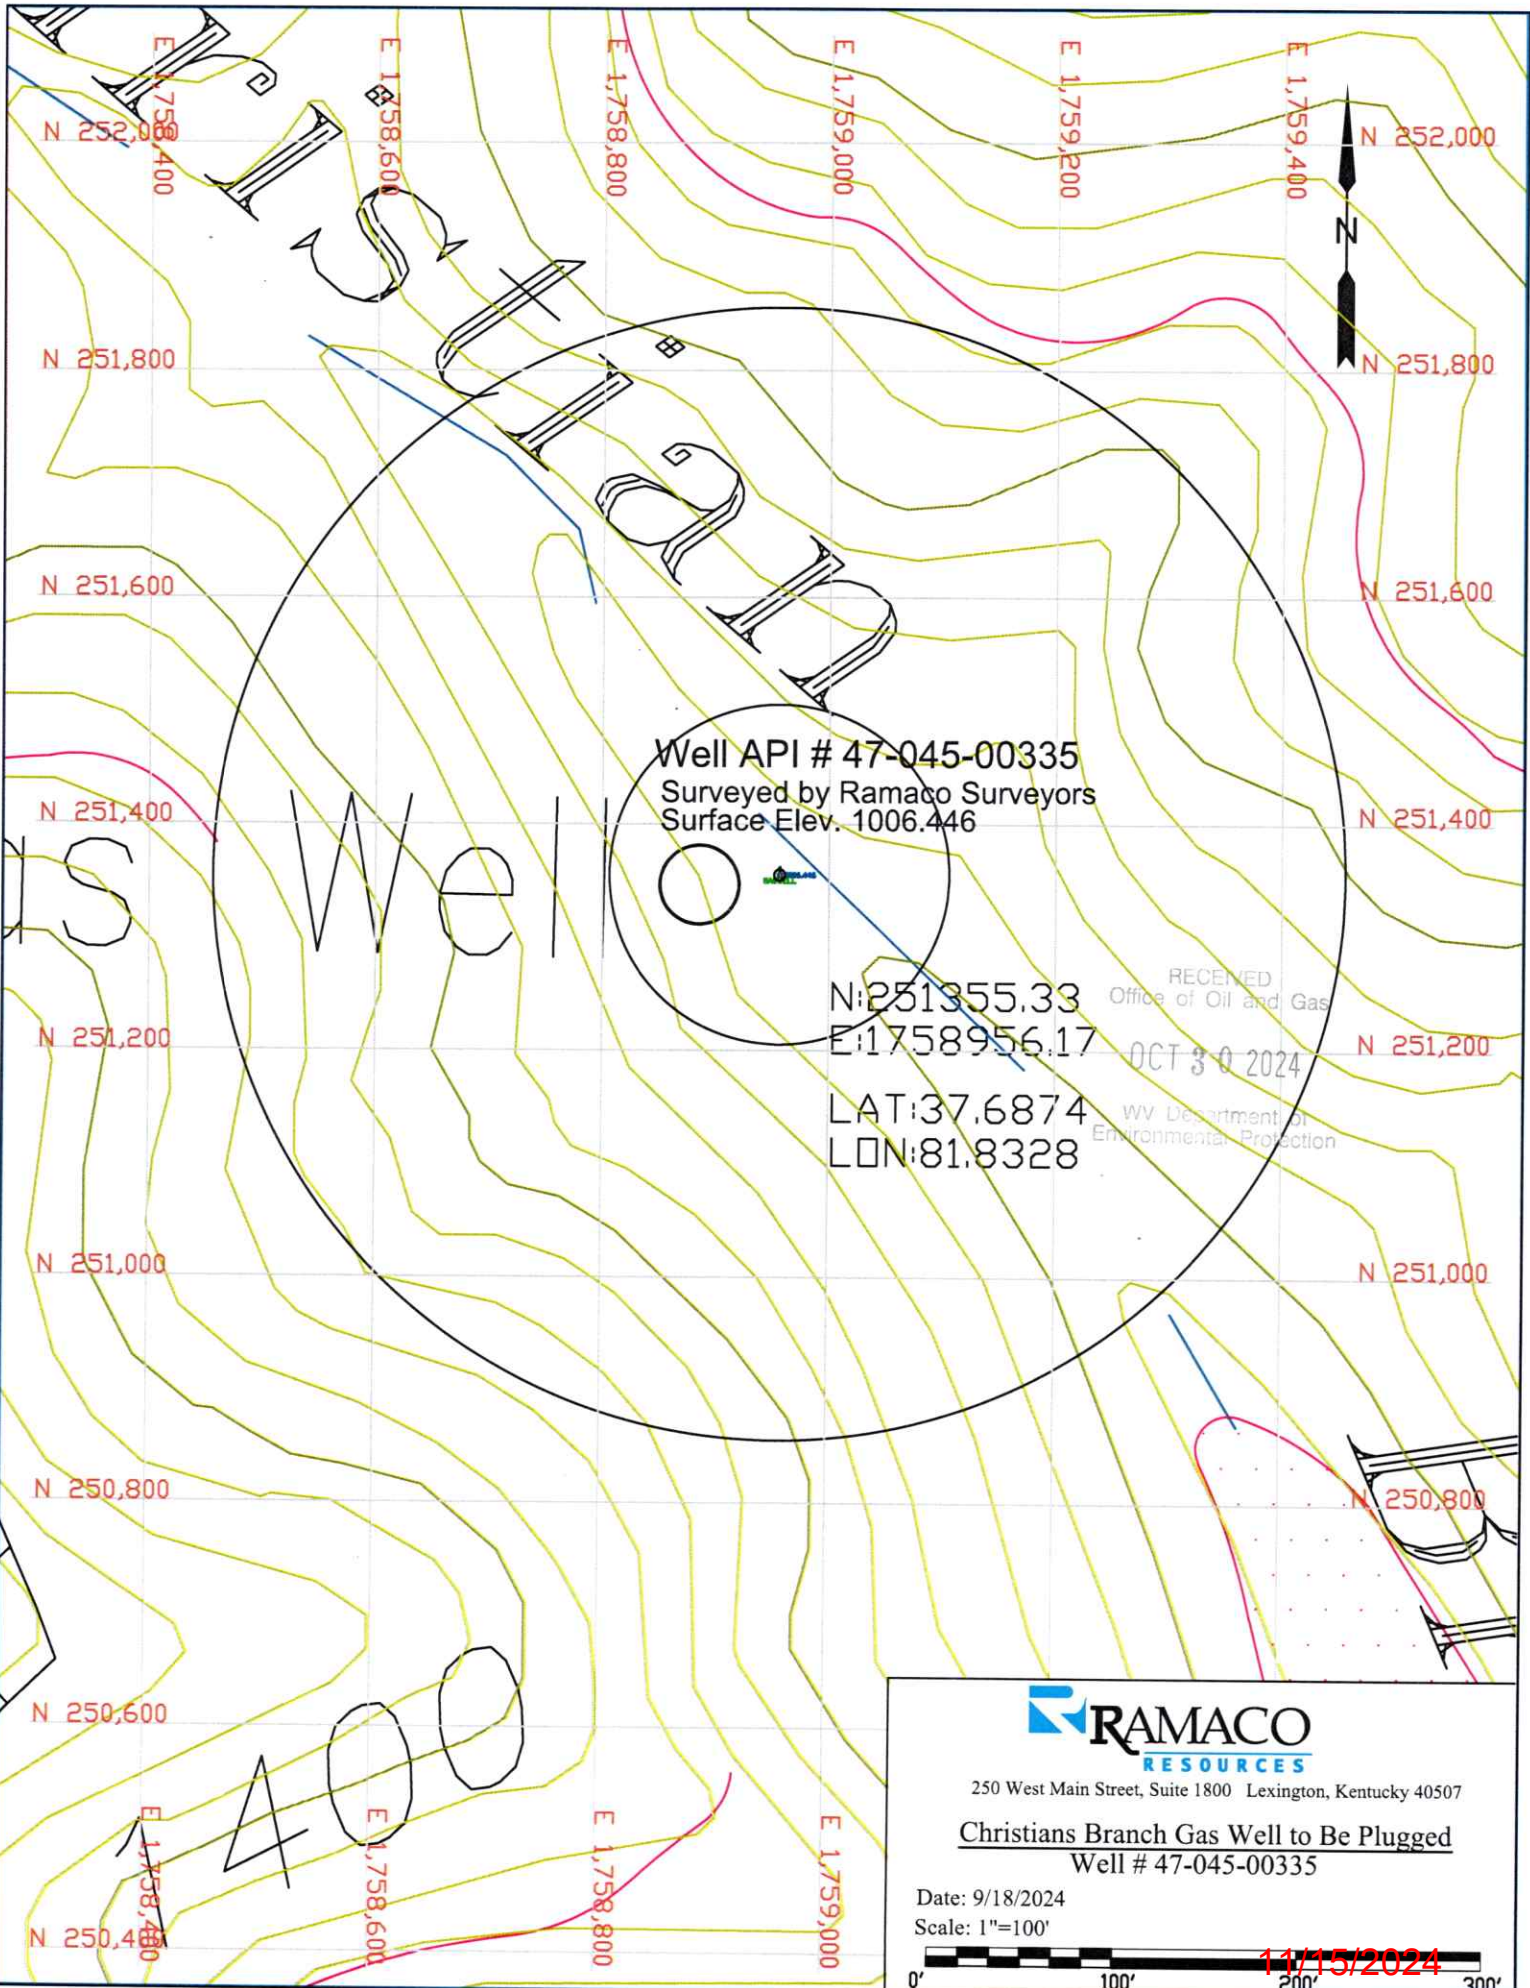 E 1,758,400
E 1,758,600
E 1,758,800
E 1,759,000
E 1,759,200
E 1,759,400
N 252,000
N 252,000
N
N 251,800
N 251,800
N 251,600
N 251,600
Well API # 47-045-00335
Surveyed by Ramaco Surveyors
Surface Elev. 1006.446
N 251,400
N 251,400
Well
N:251355.33
E:1758956.17
LAT:37.6874
LON:81.8328
RECEIVED
Office of Oil and Gas
OCT 30 2024
WV Department of
Environmental Protection
N 251,200
N 251,200
N 251,000
N 251,000
N 250,800
N 250,800
N 250,600
1400
E 1,758,400
E 1,758,600
E 1,758,800
E 1,759,000
N 250,400
RAMACO
RESOURCES
250 West Main Street, Suite 1800 Lexington, Kentucky 40507
Christians Branch Gas Well to Be Plugged
Well # 47-045-00335
Date: 9/18/2024
Scale: 1"=100'
0' 100' 200' 300'
11/15/2024